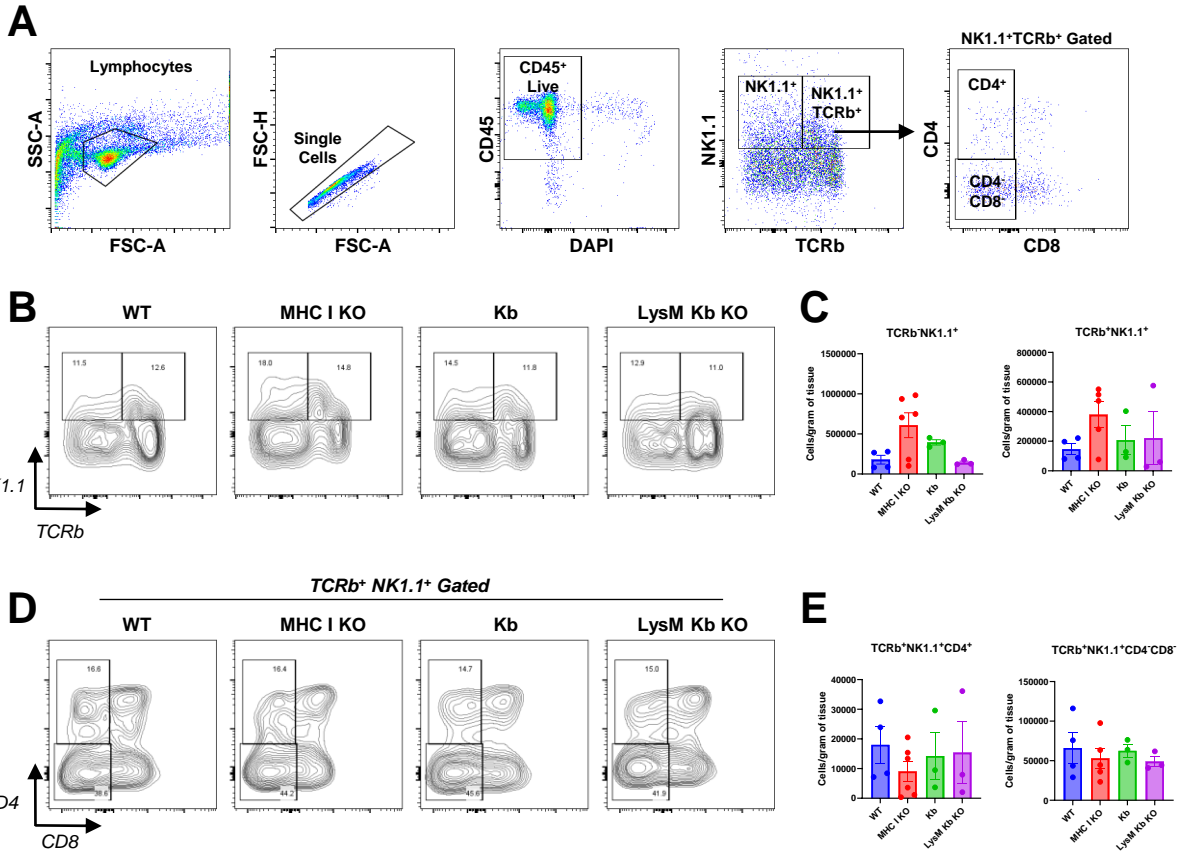 A
Lymphocytes
SSC-A
FSC-A
Single
Cells
FSC-H
FSC-A
CD45+
Live
CD45
DAPI
NK1.1+
NK1.1+
TCRb+
NK1.1
TCRb
NK1.1+TCRb+ Gated
CD4+
CD4-
CD8-
CD4
CD8
B
WT
MHC I KO
Kb
LysM Kb KO
11.5
12.6
18.0
14.8
14.5
11.8
12.9
11.0
1.1
TCRb
C
TCRb-NK1.1+
Cells/gram of tissue
1500000
1000000
500000
0
WT
MHC I KO
Kb
LysM Kb KO
TCRb+NK1.1+
Cells/gram of tissue
800000
600000
400000
200000
0
WT
MHC I KO
Kb
LysM Kb KO
D
TCRb+ NK1.1+ Gated
WT
MHC I KO
Kb
LysM Kb KO
16.6
38.6
16.4
44.2
14.7
45.6
15.0
41.9
D4
CD8
E
TCRb+NK1.1+CD4+
Cells/gram of tissue
40000
30000
20000
10000
0
WT
MHC I KO
Kb
LysM Kb KO
TCRb+NK1.1+CD4-CD8-
Cells/gram of tissue
150000
100000
50000
0
WT
MHC I KO
Kb
LysM Kb KO